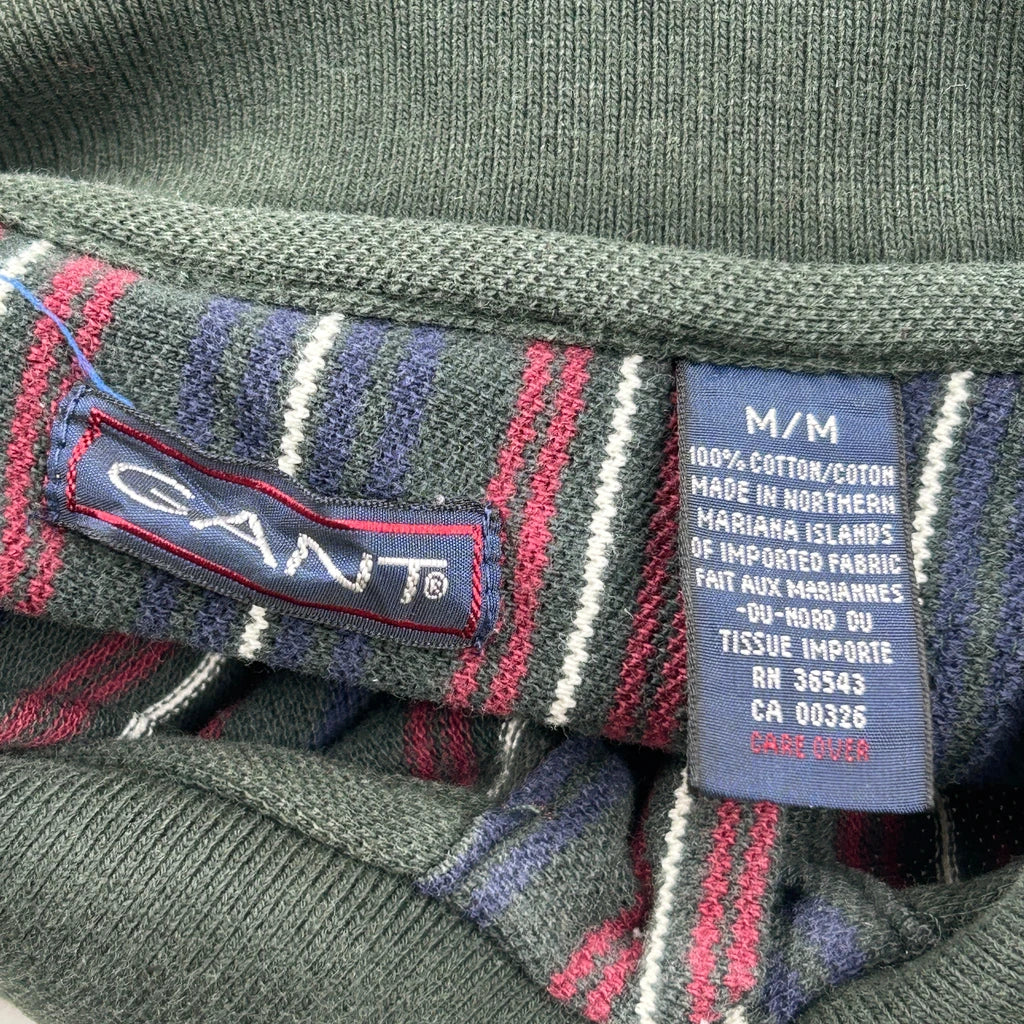 GANT®
M/M
100% COTTON/COTON
MADE IN NORTHERN
MARIANA ISLANDS
OF IMPORTED FABRIC
FAIT AUX MARIANNES
-DU-NORD DU
TISSUE IMPORTE
RN 36543
CA 00326
CARE OVER